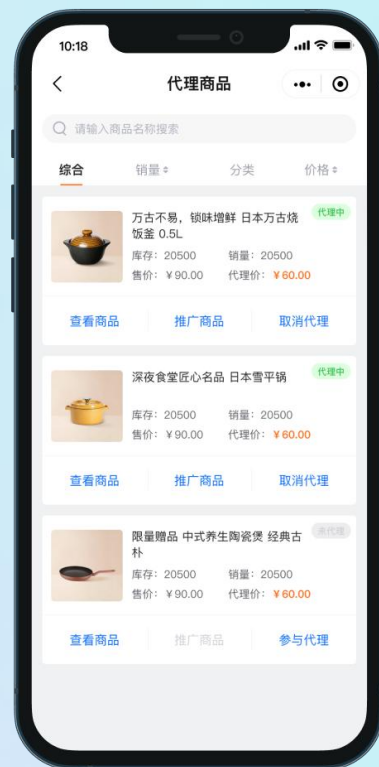 10:18
代理商品
请输入商品名称搜索
综合 销量 分类 价格
万古不易，锁味增鲜 日本万古烧 代理中
饭釜 0.5L
库存：20500 销量：20500
售价：￥90.00 代理价：￥60.00
查看商品 推广商品 取消代理
深夜食堂匠心名品 日本雪平锅 代理中
库存：20500 销量：20500
售价：￥90.00 代理价：￥60.00
查看商品 推广商品 取消代理
限量赠品 中式养生陶瓷煲 经典古 未代理
朴
库存：20500 销量：20500
售价：￥90.00 代理价：￥60.00
查看商品 推广商品 参与代理